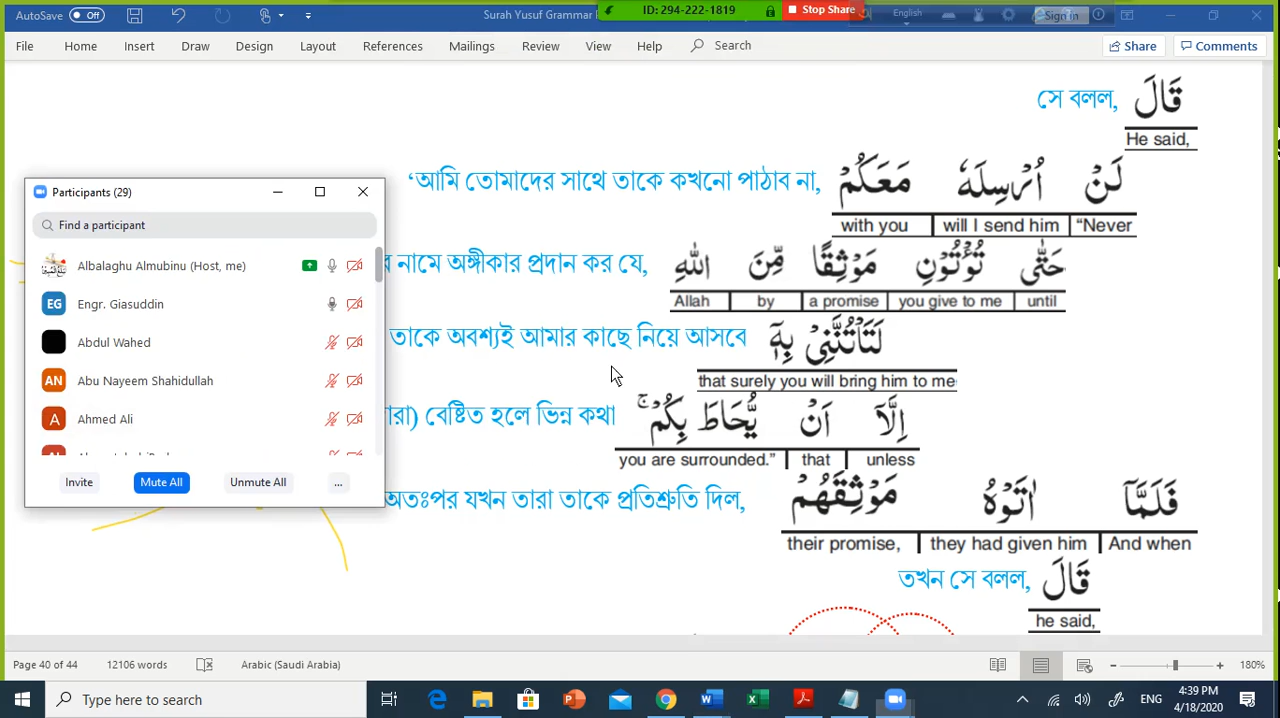 AutoSave Off
Surah Yusuf Grammar
ID: 294-222-1819
Stop Share
English
Sign in
File Home Insert Draw Design Layout References Mailings Review View Help Search
Share Comments
সে বলল, قَالَ
He said,
‘আমি তোমাদের সাথে তাকে কখনো পাঠাব না, لَنْ اُرْسِلَهٗ مَعَكُمْ
with you will I send him “Never
নামে অঙ্গীকার প্রদান কর যে, حَتّٰى تُؤْتُوْنِ مَوْثِقًا مِّنَ اللّٰهِ
Allah by a promise you give to me until
তাকে অবশ্যই আমার কাছে নিয়ে আসবে لَتَاْتُنَّنِيْ بِهٖٓ
that surely you will bring him to me
রা) বেষ্টিত হলে ভিন্ন কথা اِلَّآ اَنْ يُّحَاطَ بِكُمْ ۚ
you are surrounded.” that unless
অতঃপর যখন তারা তাকে প্রতিশ্রুতি দিল, فَلَمَّآ اٰتَوْهُ مَوْثِقَهُمْ
their promise, they had given him And when
তখন সে বলল, قَالَ
he said,
Participants (29)
Find a participant
Albalaghu Almubinu (Host, me)
EG Engr. Giasuddin
Abdul Wahed
AN Abu Nayeem Shahidullah
A Ahmed Ali
Invite Mute All Unmute All ...
Page 40 of 44 12106 words Arabic (Saudi Arabia) 180%
Type here to search
ENG
4:39 PM
4/18/2020